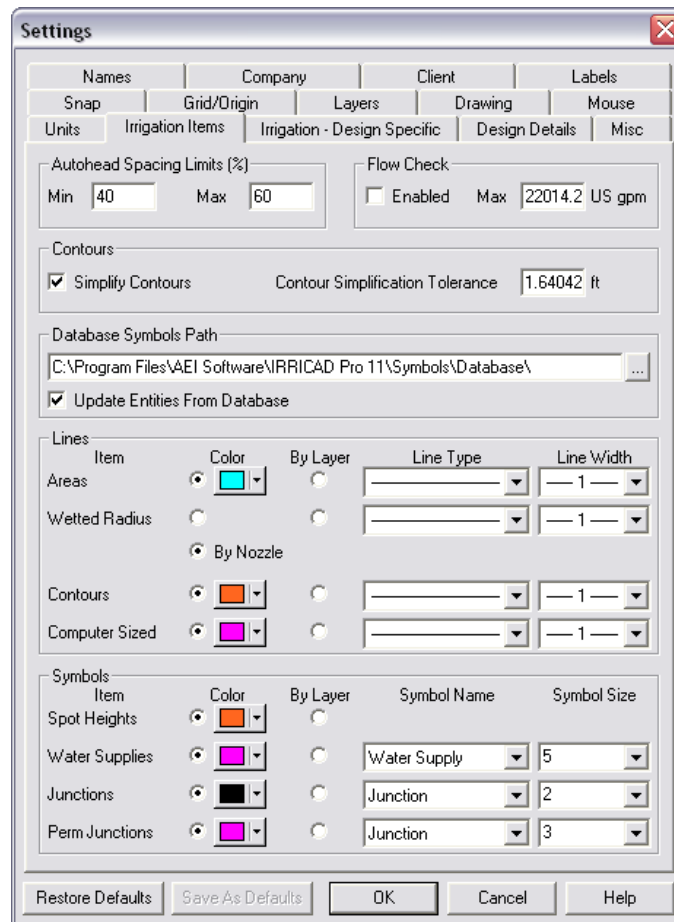 Settings
Names Company Client Labels
Snap Grid/Origin Layers Drawing Mouse
Units Irrigation Items Irrigation - Design Specific Design Details Misc
Autohead Spacing Limits (%) Flow Check
Min 40 Max 60 Enabled Max 22014.2 US gpm
Contours
Simplify Contours Contour Simplification Tolerance 1.64042 ft
Database Symbols Path
C:\Program Files\AEI Software\IRRICAD Pro 11\Symbols\Database\ ...
Update Entities From Database
Lines
Item Color By Layer Line Type Line Width
Areas 1
Wetted Radius 1
By Nozzle
Contours 1
Computer Sized 1
Symbols
Item Color By Layer Symbol Name Symbol Size
Spot Heights
Water Supplies Water Supply 5
Junctions Junction 2
Perm Junctions Junction 3
Restore Defaults Save As Defaults OK Cancel Help